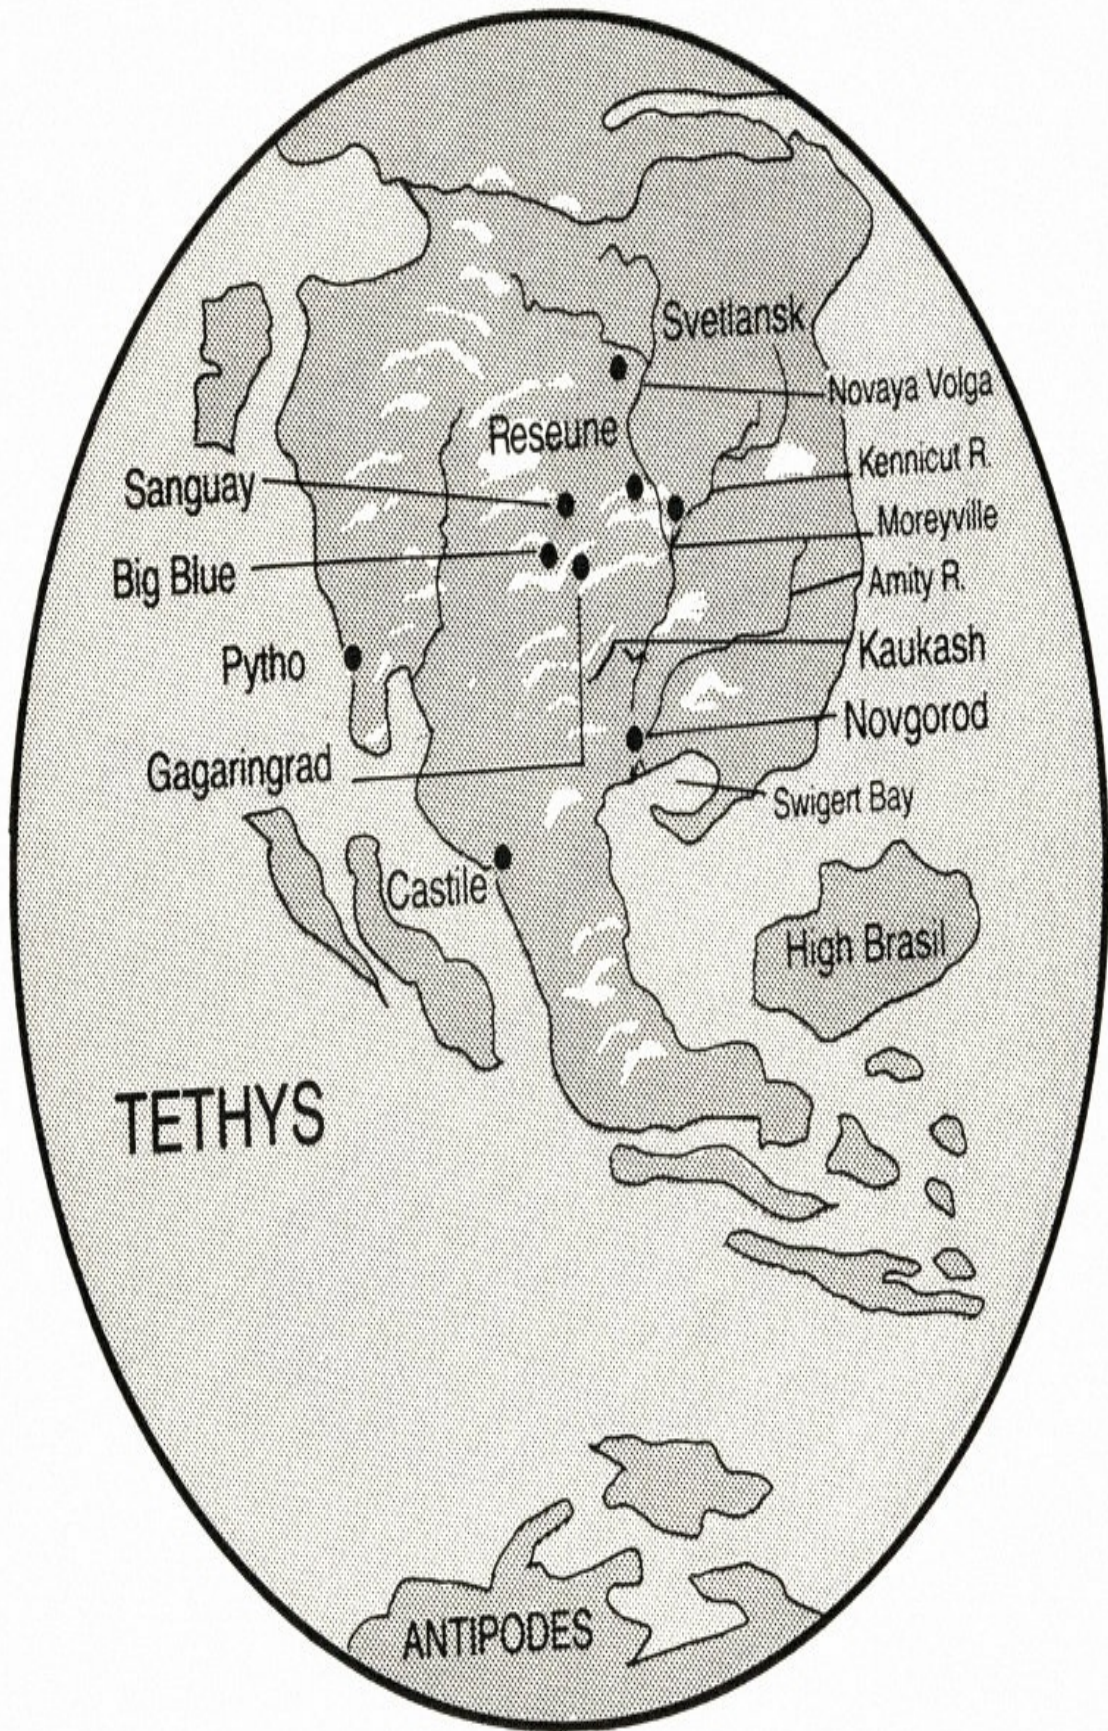 Svetlansk
Novaya Volga
Reseune
Kennicut R.
Sanguay
Moreyville
Big Blue
Amity R.
Kaukash
Pytho
Novgorod
Gagaringrad
Swigert Bay
Castile
High Brasil
TETHYS
ANTIPODES